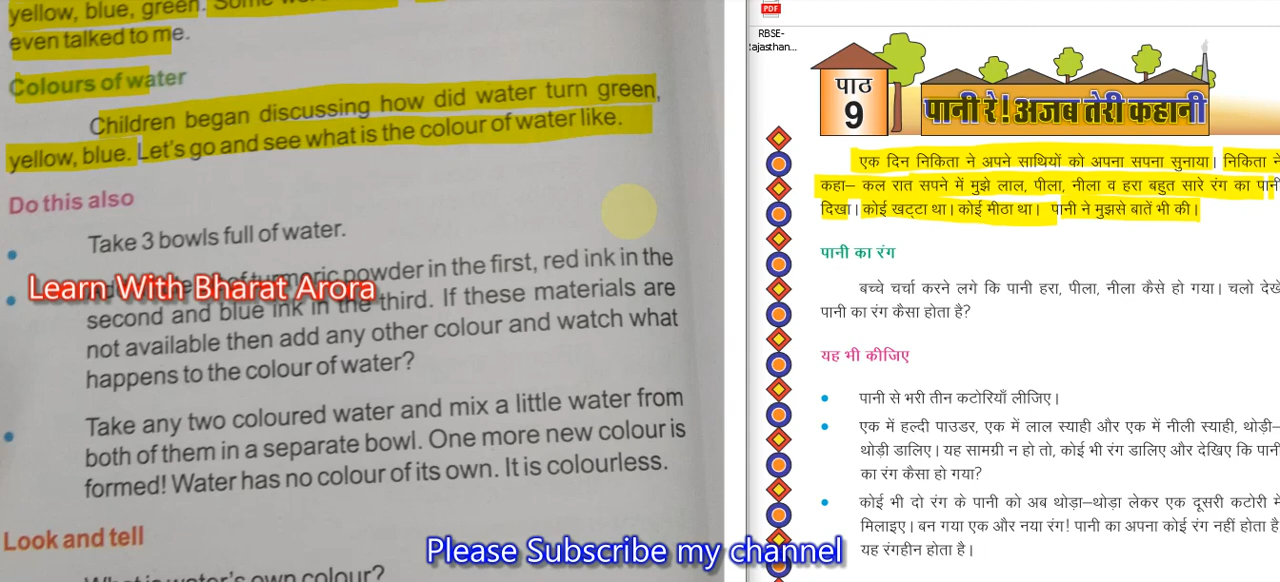 yellow, blue, green.
even talked to me.
Colours of water
Children began discussing how did water turn green,
yellow, blue. Let's go and see what is the colour of water like.
Do this also
Take 3 bowls full of water.
turmeric powder in the first, red ink in the
second and blue ink in the third. If these materials are
not available then add any other colour and watch what
happens to the colour of water?
Take any two coloured water and mix a little water from
both of them in a separate bowl. One more new colour is
formed! Water has no colour of its own. It is colourless.
Look and tell
water's own colour?
Learn With Bharat Arora
Please Subscribe my channel
PDF
RBSE-
ajasthan...
पाठ
9
पानी रे! अजब तेरी कहानी
एक दिन निकिता ने अपने साथियों को अपना सपना सुनाया। निकिता ने
कहा– कल रात सपने में मुझे लाल, पीला, नीला व हरा बहुत सारे रंग का पानी
दिखा। कोई खट्टा था। कोई मीठा था। पानी ने मुझसे बातें भी की।
पानी का रंग
बच्चे चर्चा करने लगे कि पानी हरा, पीला, नीला कैसे हो गया। चलो देखें
पानी का रंग कैसा होता है?
यह भी कीजिए
पानी से भरी तीन कटोरियाँ लीजिए।
एक में हल्दी पाउडर, एक में लाल स्याही और एक में नीली स्याही, थोड़ी–
थोड़ी डालिए। यह सामग्री न हो तो, कोई भी रंग डालिए और देखिए कि पानी
का रंग कैसा हो गया?
कोई भी दो रंग के पानी को अब थोड़ा–थोड़ा लेकर एक दूसरी कटोरी में
मिलाइए। बन गया एक और नया रंग! पानी का अपना कोई रंग नहीं होता है
यह रंगहीन होता है।